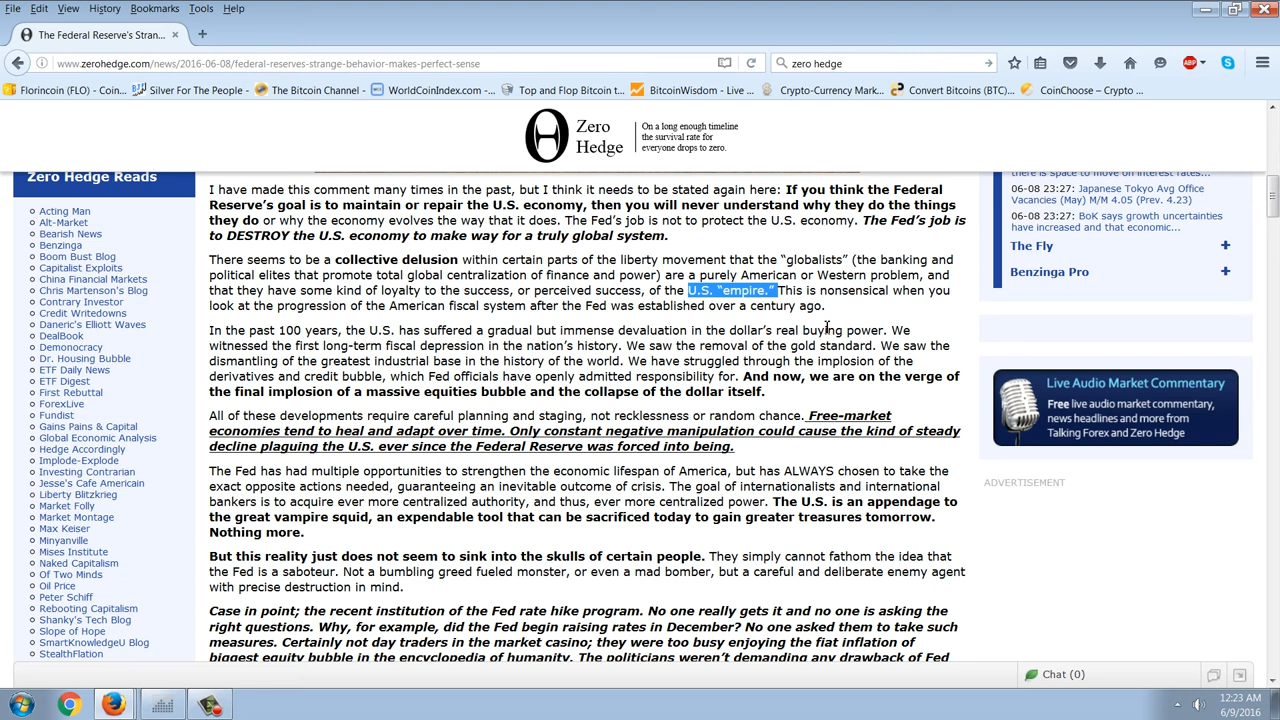 File Edit View History Bookmarks Tools Help
The Federal Reserve's Stran...
www.zerohedge.com/news/2016-06-08/federal-reserves-strange-behavior-makes-perfect-sense
zero hedge
ABP
Florincoin (FLO) - Coin...
Silver For The People -
The Bitcoin Channel -
WorldCoinIndex.com -...
Top and Flop Bitcoin t...
BitcoinWisdom - Live ...
Crypto-Currency Mark...
Convert Bitcoins (BTC)...
CoinChoose – Crypto ...
Zero
Hedge
On a long enough timeline
the survival rate for
everyone drops to zero.
Zero Hedge Reads
Acting Man
Alt-Market
Bearish News
Benzinga
Boom Bust Blog
Capitalist Exploits
China Financial Markets
Chris Martenson's Blog
Contrary Investor
Credit Writedowns
Daneric's Elliott Waves
DealBook
Demonocracy
Dr. Housing Bubble
ETF Daily News
ETF Digest
First Rebuttal
ForexLive
Fundist
Gains Pains & Capital
Global Economic Analysis
Hedge Accordingly
Implode-Explode
Investing Contrarian
Jesse's Cafe Americain
Liberty Blitzkrieg
Market Folly
Market Montage
Max Keiser
Minyanville
Mises Institute
Naked Capitalism
Of Two Minds
Oil Price
Peter Schiff
Rebooting Capitalism
Shanky's Tech Blog
Slope of Hope
SmartKnowledgeU Blog
StealthFlation
I have made this comment many times in the past, but I think it needs to be stated again here: If you think the Federal
Reserve's goal is to maintain or repair the U.S. economy, then you will never understand why they do the things
they do or why the economy evolves the way that it does. The Fed's job is not to protect the U.S. economy. The Fed's job is
to DESTROY the U.S. economy to make way for a truly global system.
There seems to be a collective delusion within certain parts of the liberty movement that the “globalists” (the banking and
political elites that promote total global centralization of finance and power) are a purely American or Western problem, and
that they have some kind of loyalty to the success, or perceived success, of the U.S. “empire.” This is nonsensical when you
look at the progression of the American fiscal system after the Fed was established over a century ago.
In the past 100 years, the U.S. has suffered a gradual but immense devaluation in the dollar's real buying power. We
witnessed the first long-term fiscal depression in the nation's history. We saw the removal of the gold standard. We saw the
dismantling of the greatest industrial base in the history of the world. We have struggled through the implosion of the
derivatives and credit bubble, which Fed officials have openly admitted responsibility for. And now, we are on the verge of
the final implosion of a massive equities bubble and the collapse of the dollar itself.
All of these developments require careful planning and staging, not recklessness or random chance. Free-market
economies tend to heal and adapt over time. Only constant negative manipulation could cause the kind of steady
decline plaguing the U.S. ever since the Federal Reserve was forced into being.
The Fed has had multiple opportunities to strengthen the economic lifespan of America, but has ALWAYS chosen to take the
exact opposite actions needed, guaranteeing an inevitable outcome of crisis. The goal of internationalists and international
bankers is to acquire ever more centralized authority, and thus, ever more centralized power. The U.S. is an appendage to
the great vampire squid, an expendable tool that can be sacrificed today to gain greater treasures tomorrow.
Nothing more.
But this reality just does not seem to sink into the skulls of certain people. They simply cannot fathom the idea that
the Fed is a saboteur. Not a bumbling greed fueled monster, or even a mad bomber, but a careful and deliberate enemy agent
with precise destruction in mind.
Case in point; the recent institution of the Fed rate hike program. No one really gets it and no one is asking the
right questions. Why, for example, did the Fed begin raising rates in December? No one asked them to take such
measures. Certainly not day traders in the market casino; they were too busy enjoying the fiat inflation of
biggest equity bubble in the encyclopedia of humanity. The politicians weren't demanding any drawback of Fed
there is space to move on interest rates
06-08 23:27: Japanese Tokyo Avg Office
Vacancies (May) M/M 4.05 (Prev. 4.23)
06-08 23:27: BoK says growth uncertainties
have increased and that economic...
The Fly +
Benzinga Pro +
Live Audio Market Commentary
Free live audio market commentary,
news headlines and more from
Talking Forex and Zero Hedge
ADVERTISEMENT
Chat (0)
12:23 AM
6/9/2016